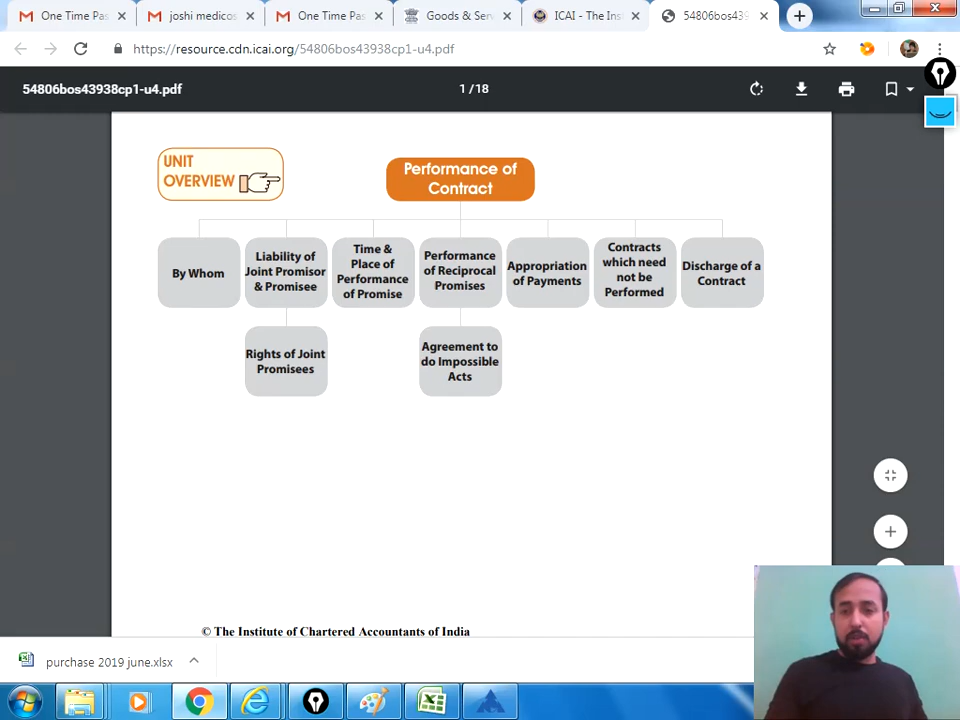 One Time Pas
joshi medicos
One Time Pas
Goods & Serv
ICAI - The Ins
54806bos439
https://resource.cdn.icai.org/54806bos43938cp1-u4.pdf
54806bos43938cp1-u4.pdf
1 / 18
UNIT
OVERVIEW
Performance of
Contract
By Whom
Liability of
Joint Promisor
& Promisee
Time &
Place of
Performance
of Promise
Performance
of Reciprocal
Promises
Appropriation
of Payments
Contracts
which need
not be
Performed
Discharge of a
Contract
Rights of Joint
Promisees
Agreement to
do Impossible
Acts
© The Institute of Chartered Accountants of India
purchase 2019 june.xlsx